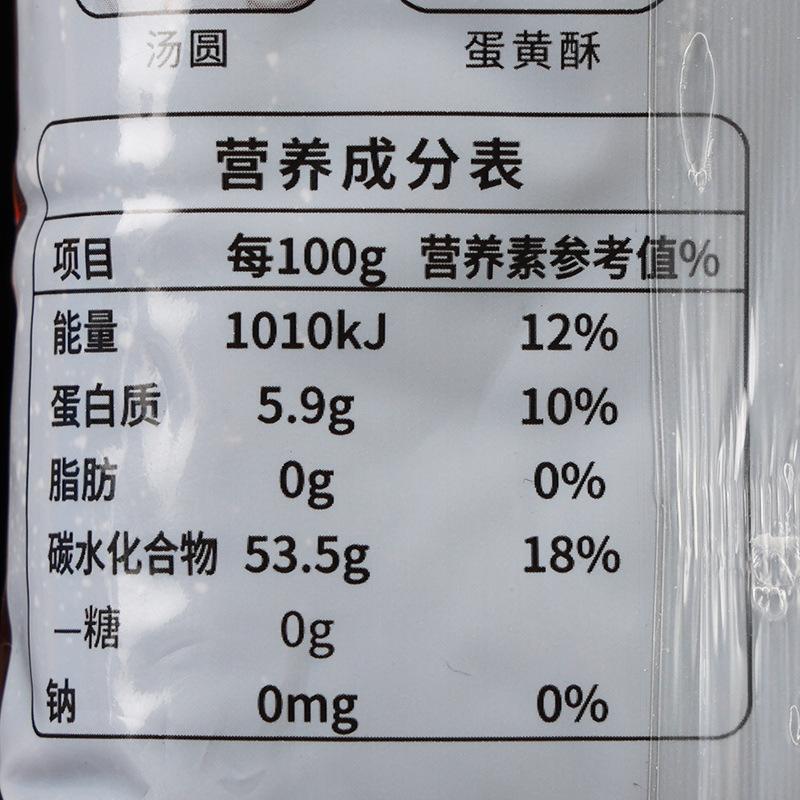 汤圆 蛋黄酥
营养成分表
项目 每100g 营养素参考值%
能量 1010kJ 12%
蛋白质 5.9g 10%
脂肪 0g 0%
碳水化合物 53.5g 18%
—糖 0g
钠 0mg 0%